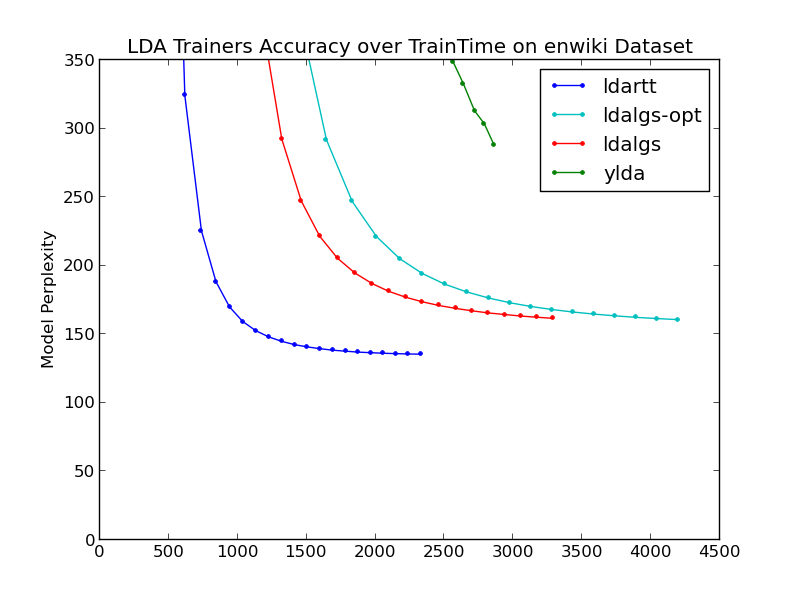 LDA Trainers Accuracy over TrainTime on enwiki Dataset
350
300
250
200
150
100
50
0
Model Perplexity
ldartt
ldalgs-opt
ldalgs
ylda
0 500 1000 1500 2000 2500 3000 3500 4000 4500